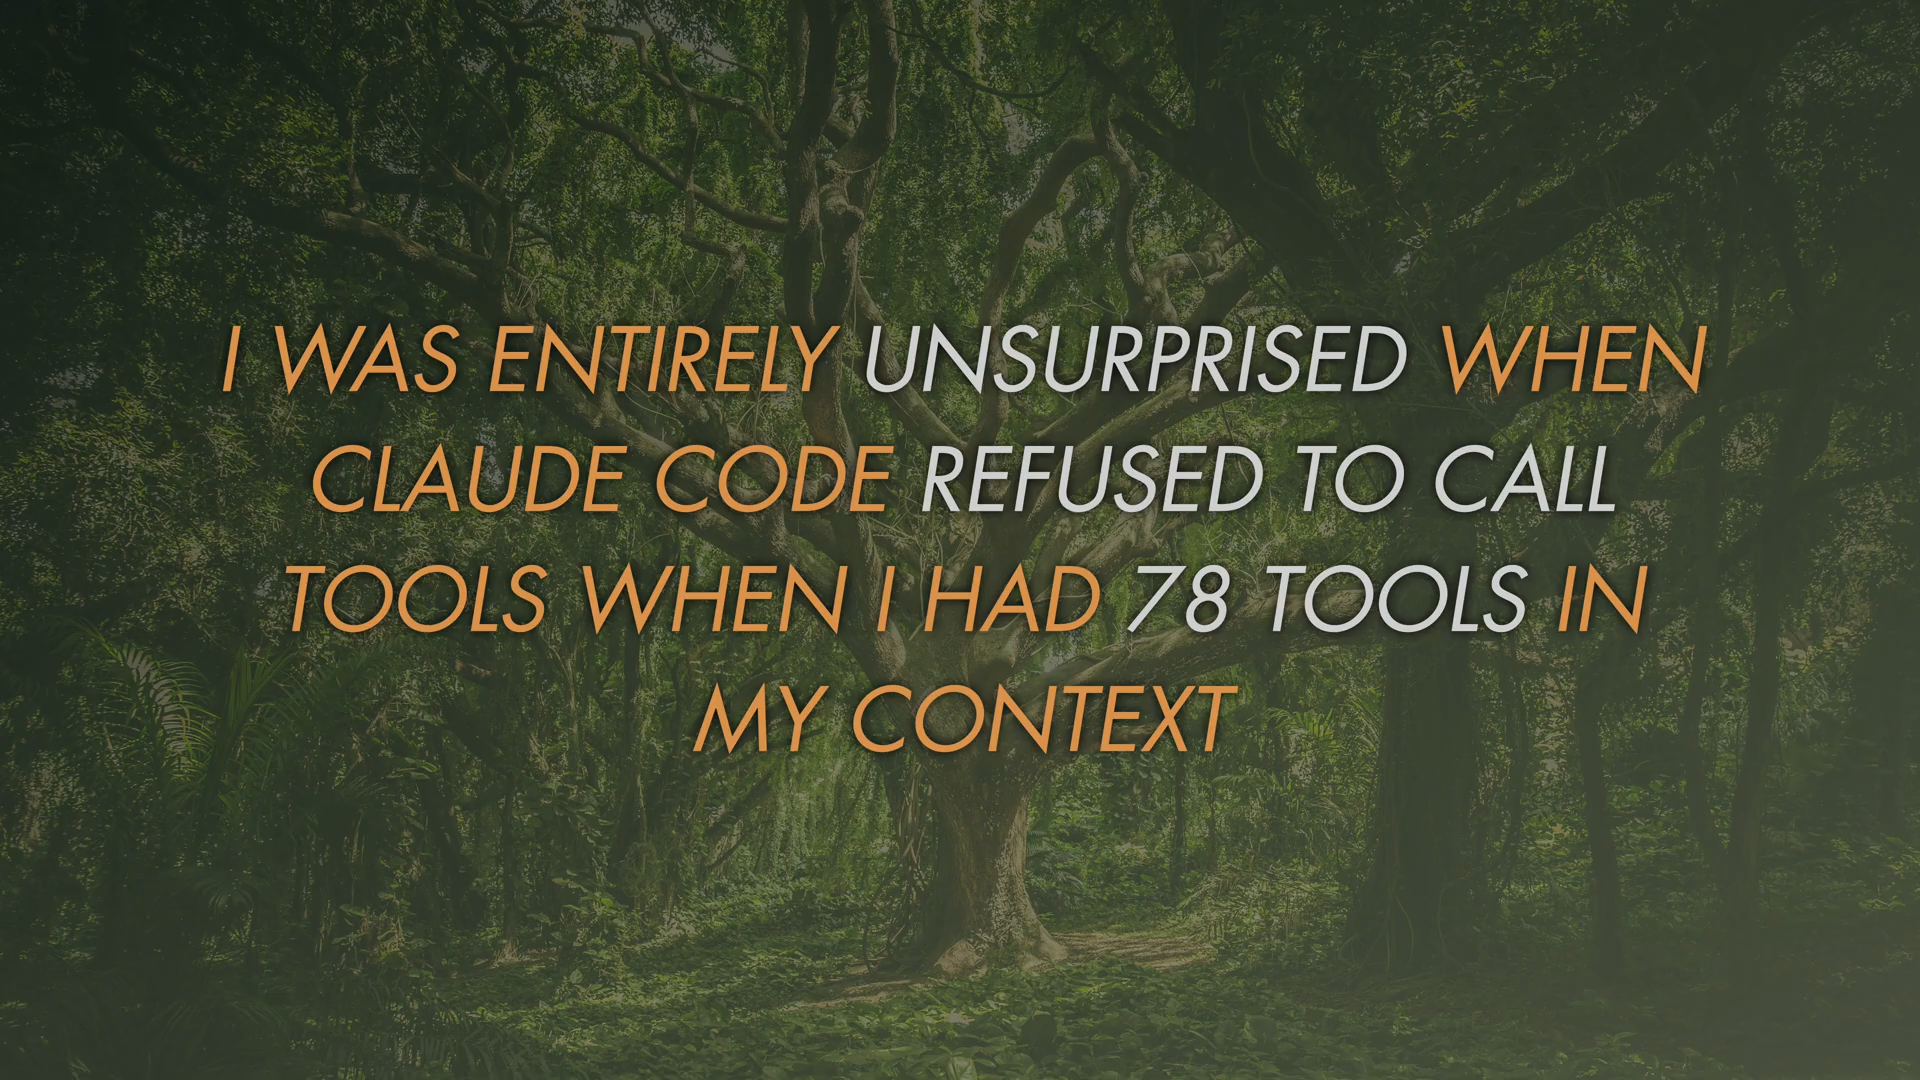 I WAS ENTIRELY UNSURPRISED WHEN
CLAUDE CODE REFUSED TO CALL
TOOLS WHEN I HAD 78 TOOLS IN
MY CONTEXT